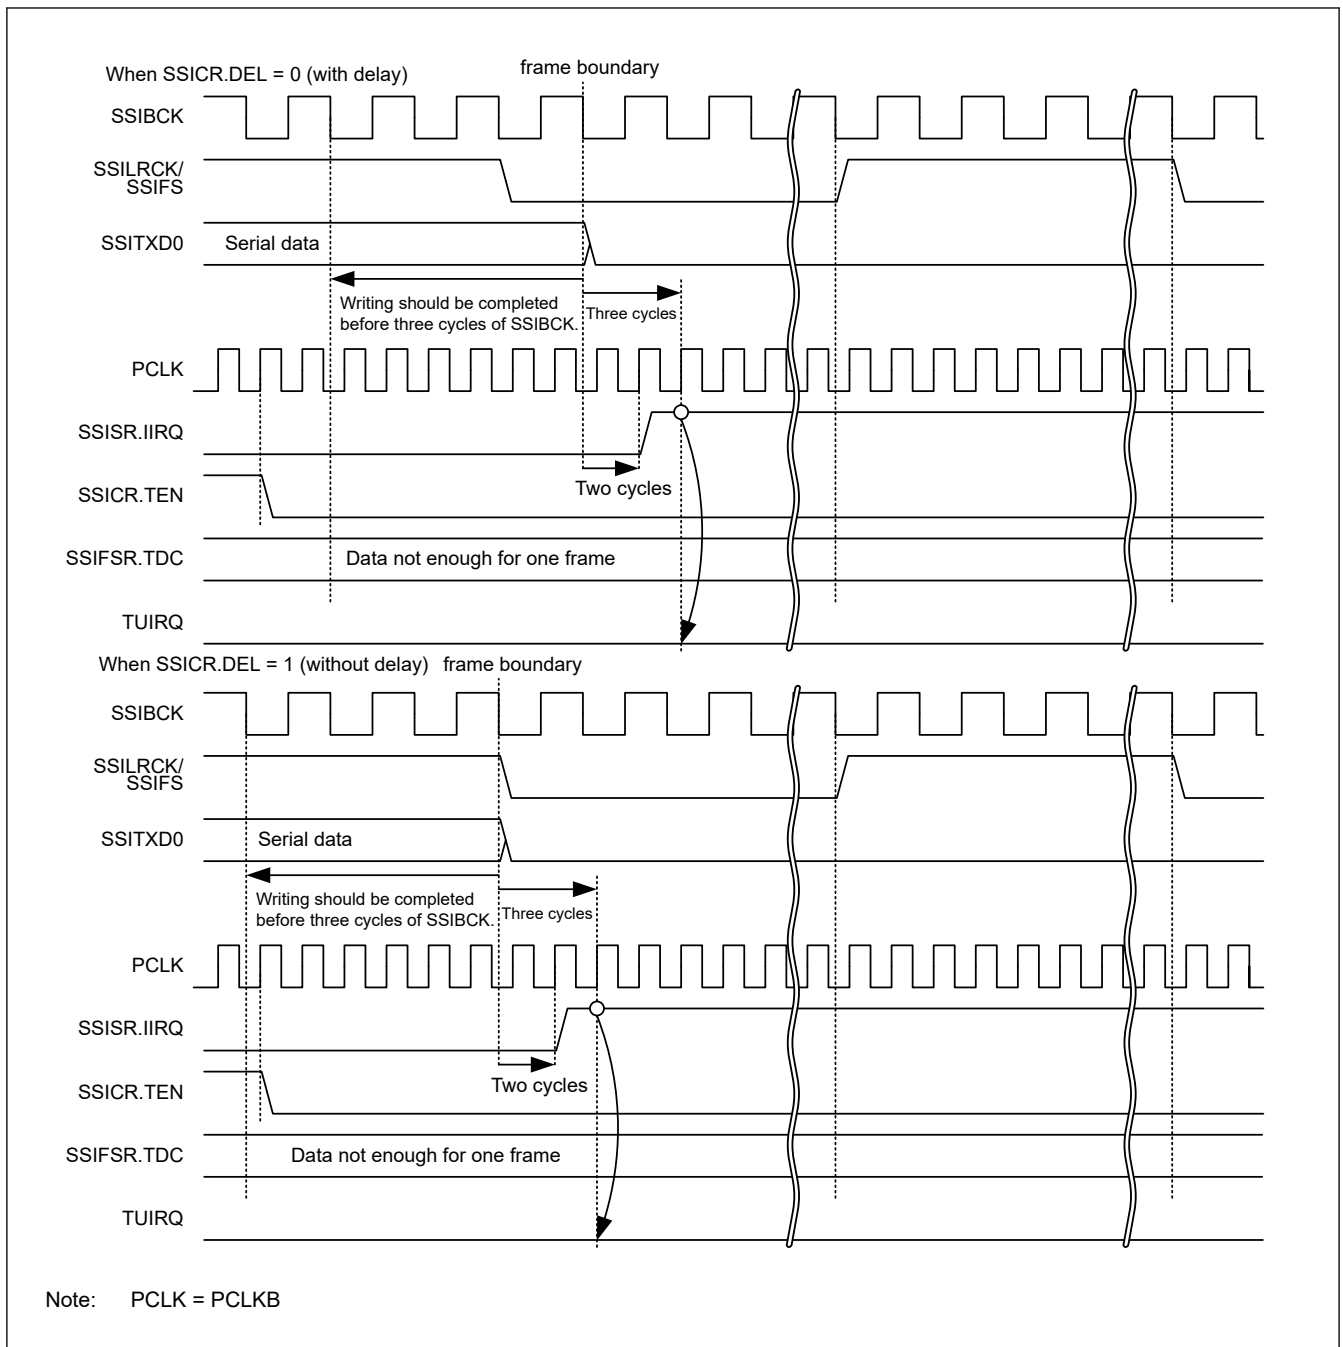 When SSICR.DEL = 0 (with delay)
frame boundary
SSIBCK
SSILRCK/
SSIFS
SSITXD0
Serial data
Writing should be completed
before three cycles of SSIBCK.
Three cycles
PCLK
SSISR.IIRQ
Two cycles
SSICR.TEN
SSIFSR.TDC
Data not enough for one frame
TUIRQ
When SSICR.DEL = 1 (without delay)
frame boundary
SSIBCK
SSILRCK/
SSIFS
SSITXD0
Serial data
Writing should be completed
before three cycles of SSIBCK.
Three cycles
PCLK
SSISR.IIRQ
Two cycles
SSICR.TEN
SSIFSR.TDC
Data not enough for one frame
TUIRQ
Note: PCLK = PCLKB